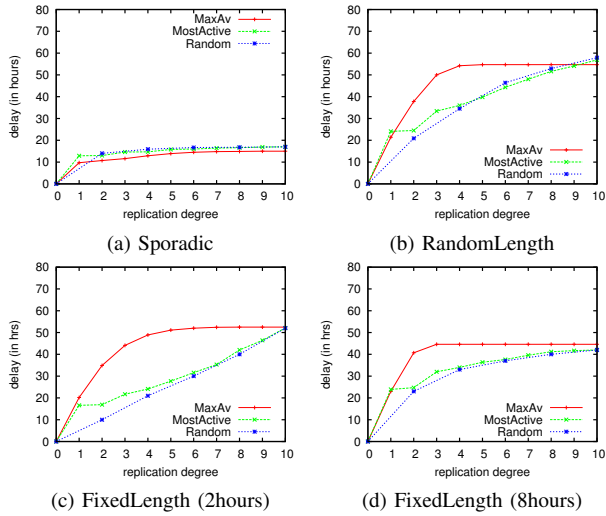 80
70
60
50
40
30
20
10
0
delay (in hours)
MaxAv
MostActive
Random
0 1 2 3 4 5 6 7 8 9 10
replication degree
(a) Sporadic
80
70
60
50
40
30
20
10
0
delay (in hours)
MaxAv
MostActive
Random
0 1 2 3 4 5 6 7 8 9 10
replication degree
(b) RandomLength
80
70
60
50
40
30
20
10
0
delay (in hrs)
MaxAv
MostActive
Random
0 1 2 3 4 5 6 7 8 9 10
replication degree
(c) FixedLength (2hours)
80
70
60
50
40
30
20
10
0
delay (in hrs)
MaxAv
MostActive
Random
0 1 2 3 4 5 6 7 8 9 10
replication degree
(d) FixedLength (8hours)